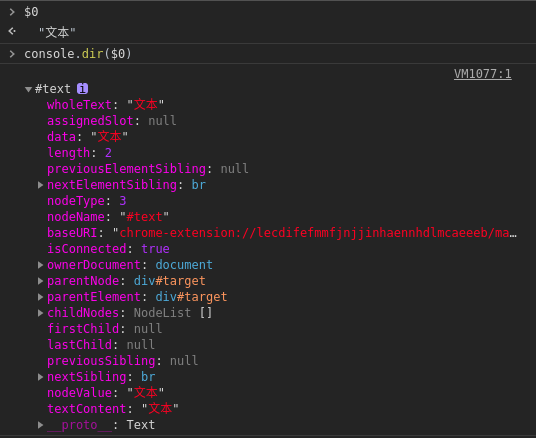 > $0
"文本"
> console.dir($0)
VM1077:1
▼#text i
wholeText: "文本"
assignedSlot: null
data: "文本"
length: 2
previousElementSibling: null
▶nextElementSibling: br
nodeType: 3
nodeName: "#text"
baseURI: "chrome-extension://lecdifefmmfjnjjinhaennhdlmcaeeeb/ma…
isConnected: true
▶ownerDocument: document
▶parentNode: div#target
▶parentElement: div#target
▶childNodes: NodeList []
firstChild: null
lastChild: null
previousSibling: null
▶nextSibling: br
nodeValue: "文本"
textContent: "文本"
▶__proto__: Text